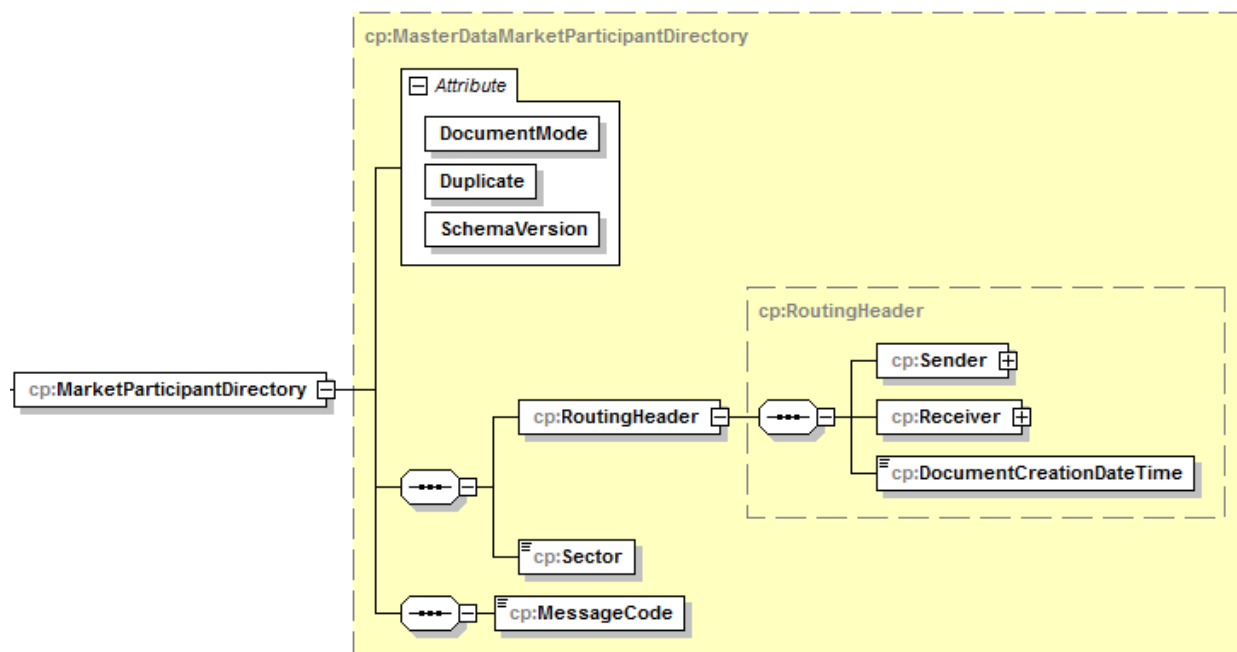 cp:MasterDataMarketParticipantDirectory
Attribute
DocumentMode
Duplicate
SchemaVersion
cp:RoutingHeader
cp:Sender
cp:MarketParticipantDirectory
cp:RoutingHeader
cp:Receiver
cp:DocumentCreationDateTime
cp:Sector
cp:MessageCode